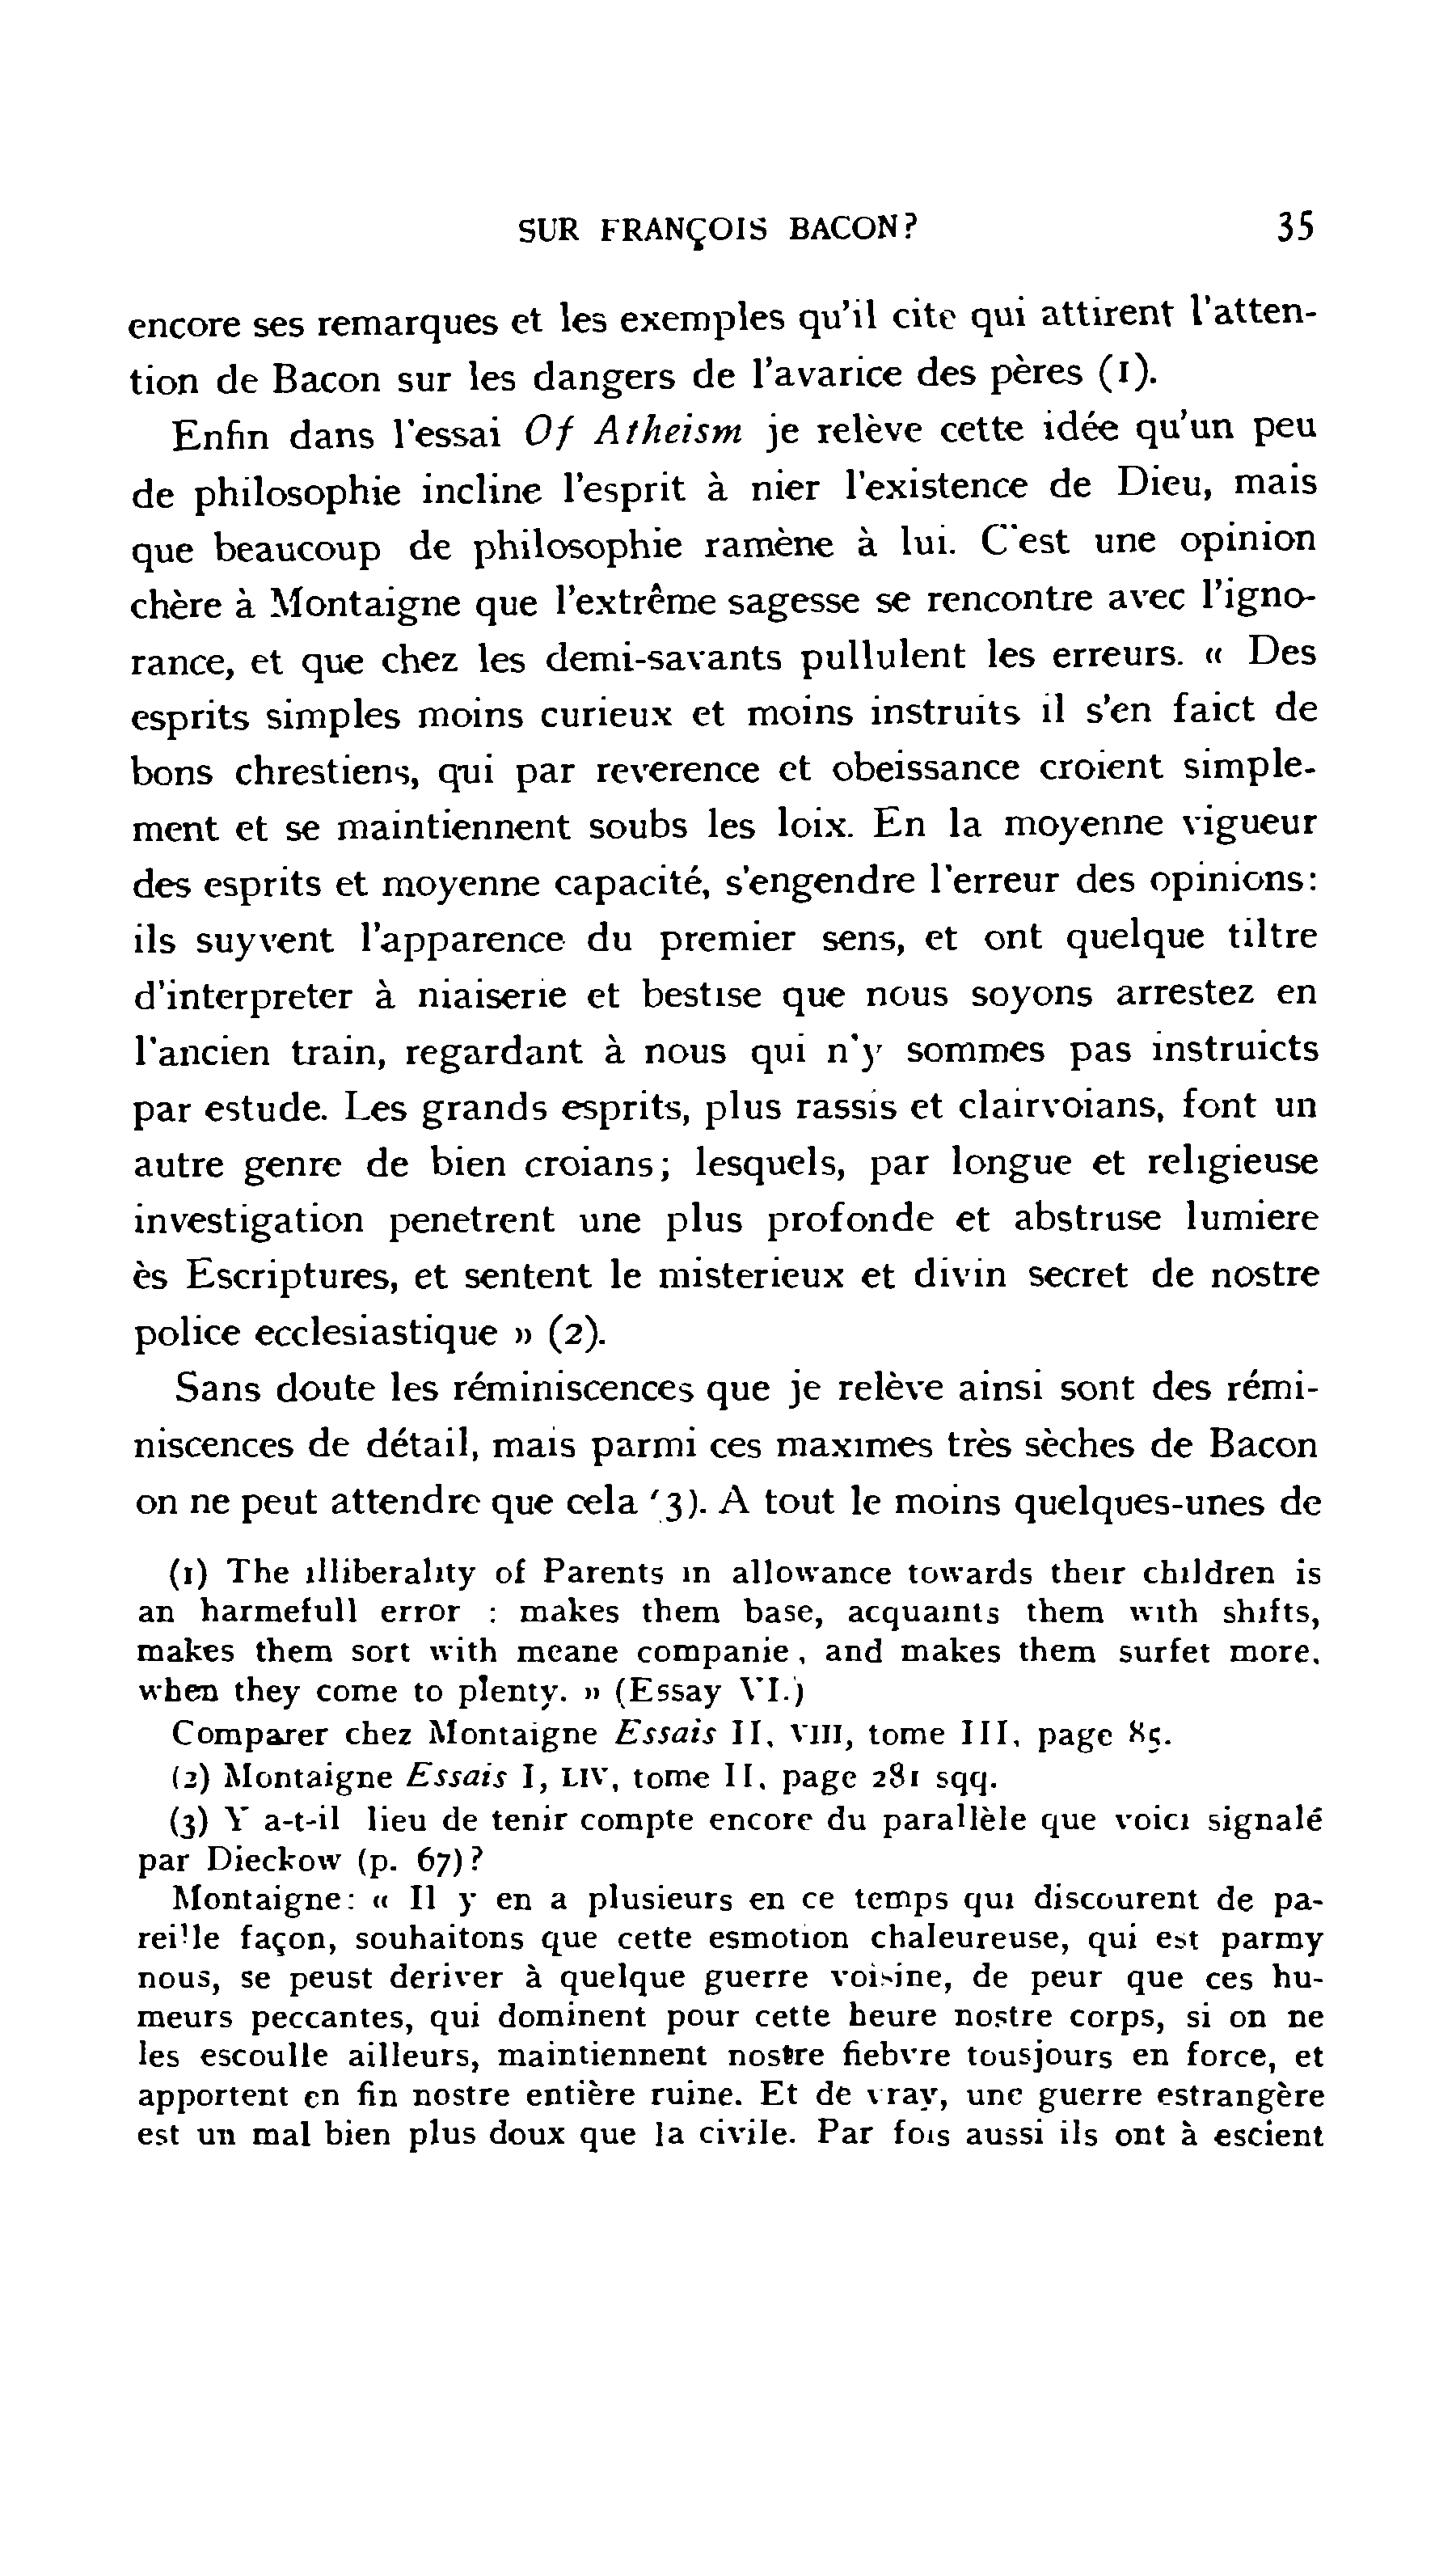 SUR FRANÇOIS BACON? 35
encore ses remarques et les exemples qu'il cite qui attirent l'atten-
tion de Bacon sur les dangers de l'avarice des pères (1).
Enfin dans l'essai Of Atheism je relève cette idée qu'un peu
de philosophie incline l'esprit à nier l'existence de Dieu, mais
que beaucoup de philosophie ramène à lui. C'est une opinion
chère à Montaigne que l'extrême sagesse se rencontre avec l'igno-
rance, et que chez les demi-savants pullulent les erreurs. « Des
esprits simples moins curieux et moins instruits il s'en faict de
bons chrestiens, qui par reverence et obeissance croient simple-
ment et se maintiennent soubs les loix. En la moyenne vigueur
des esprits et moyenne capacité, s'engendre l'erreur des opinions:
ils suyvent l'apparence du premier sens, et ont quelque tiltre
d'interpreter à niaiserie et bestise que nous soyons arrestez en
l'ancien train, regardant à nous qui n'y sommes pas instruicts
par estude. Les grands esprits, plus rassis et clairvoians, font un
autre genre de bien croians; lesquels, par longue et religieuse
investigation penetrent une plus profonde et abstruse lumiere
ès Escriptures, et sentent le misterieux et divin secret de nostre
police ecclesiastique » (2).
Sans doute les réminiscences que je relève ainsi sont des rémi-
niscences de détail, mais parmi ces maximes très sèches de Bacon
on ne peut attendre que cela (3). A tout le moins quelques-unes de
(1) The illiberality of Parents in allowance towards their children is
an harmefull error : makes them base, acquaints them with shifts,
makes them sort with meane companie, and makes them surfet more,
when they come to plenty. » (Essay VI.)
Comparer chez Montaigne Essais II, VIII, tome III, page 85.
(2) Montaigne Essais I, LIV, tome II, page 281 sqq.
(3) Y a-t-il lieu de tenir compte encore du parallèle que voici signalé
par Dieckow (p. 67)?
Montaigne: « Il y en a plusieurs en ce temps qui discourent de pa-
reille façon, souhaitons que cette esmotion chaleureuse, qui est parmy
nous, se peust deriver à quelque guerre voisine, de peur que ces hu-
meurs peccantes, qui dominent pour cette heure nostre corps, si on ne
les escoulle ailleurs, maintiennent nostre fiebvre tousjours en force, et
apportent en fin nostre entière ruine. Et de vray, une guerre estrangère
est un mal bien plus doux que la civile. Par fois aussi ils ont à escient